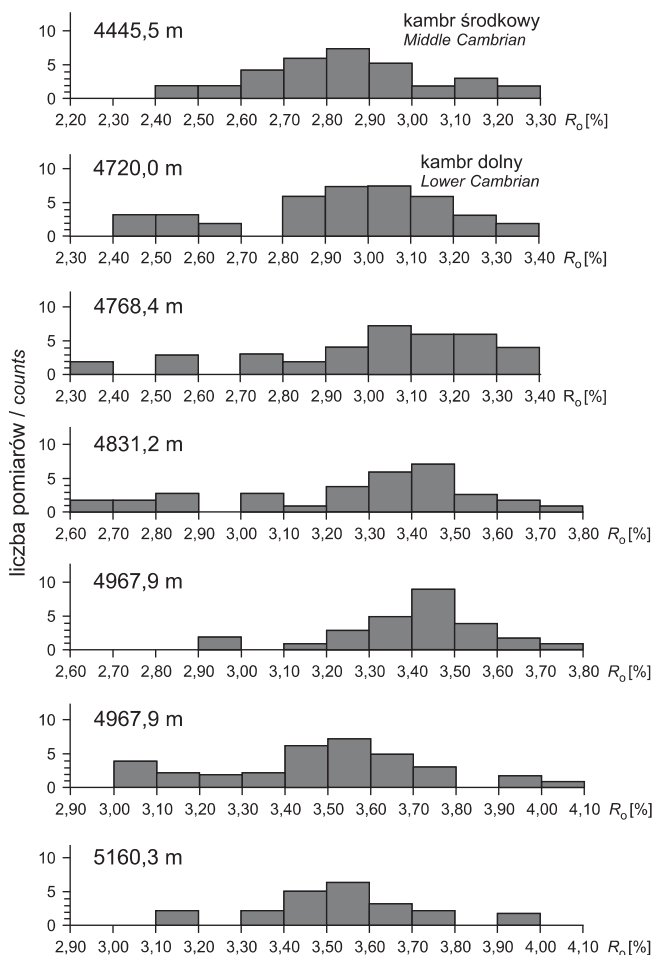 4445,5 m
kambr środkowy
Middle Cambrian
10
5
0
2,20 2,30 2,40 2,50 2,60 2,70 2,80 2,90 3,00 3,10 3,20 3,30 Ro [%]
4720,0 m
kambr dolny
Lower Cambrian
10
5
0
2,30 2,40 2,50 2,60 2,70 2,80 2,90 3,00 3,10 3,20 3,30 3,40 Ro [%]
4768,4 m
10
5
0
2,30 2,40 2,50 2,60 2,70 2,80 2,90 3,00 3,10 3,20 3,30 3,40 Ro [%]
liczba pomiarów / counts
4831,2 m
10
5
0
2,60 2,70 2,80 2,90 3,00 3,10 3,20 3,30 3,40 3,50 3,60 3,70 3,80 Ro [%]
4967,9 m
10
5
0
2,60 2,70 2,80 2,90 3,00 3,10 3,20 3,30 3,40 3,50 3,60 3,70 3,80 Ro [%]
4967,9 m
10
5
0
2,90 3,00 3,10 3,20 3,30 3,40 3,50 3,60 3,70 3,80 3,90 4,00 4,10 Ro [%]
5160,3 m
10
5
0
2,90 3,00 3,10 3,20 3,30 3,40 3,50 3,60 3,70 3,80 3,90 4,00 4,10 Ro [%]